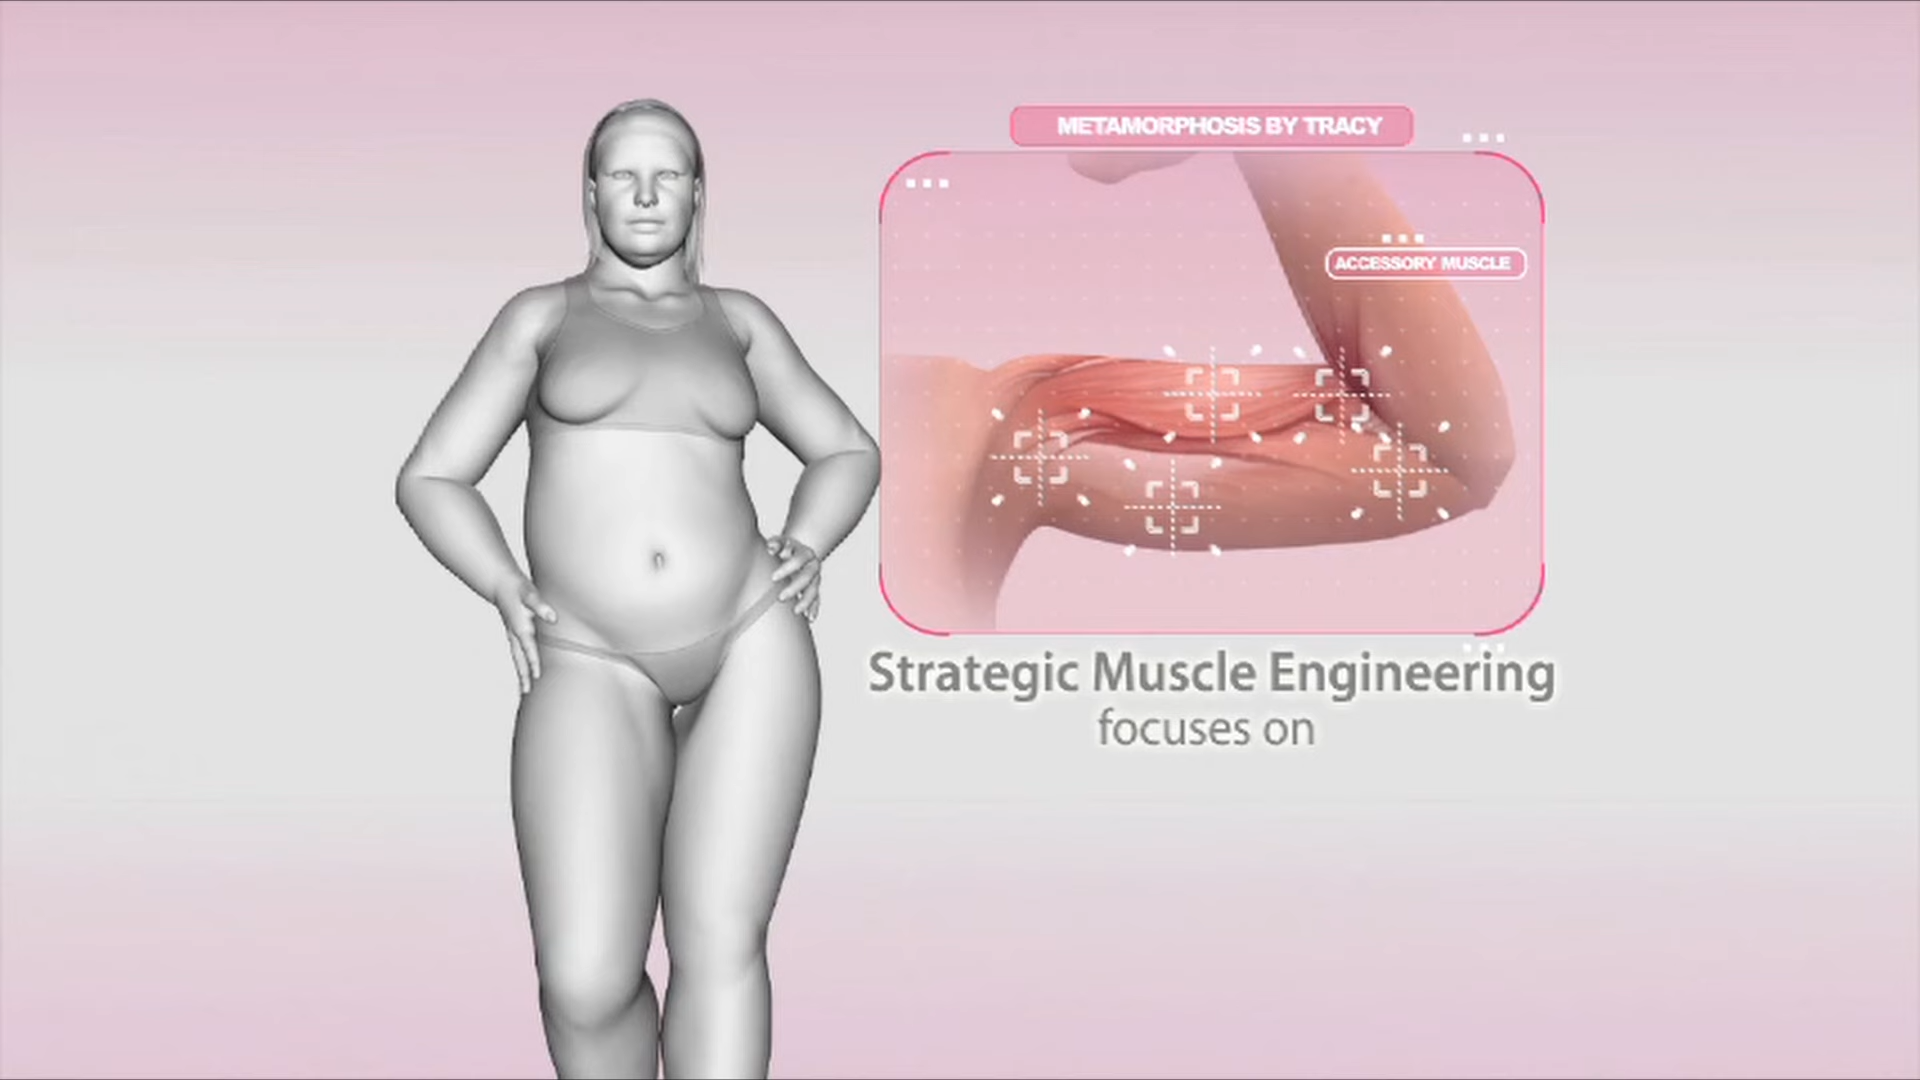 METAMORPHOSIS BY TRACY
ACCESSORY MUSCLE
Strategic Muscle Engineering
focuses on